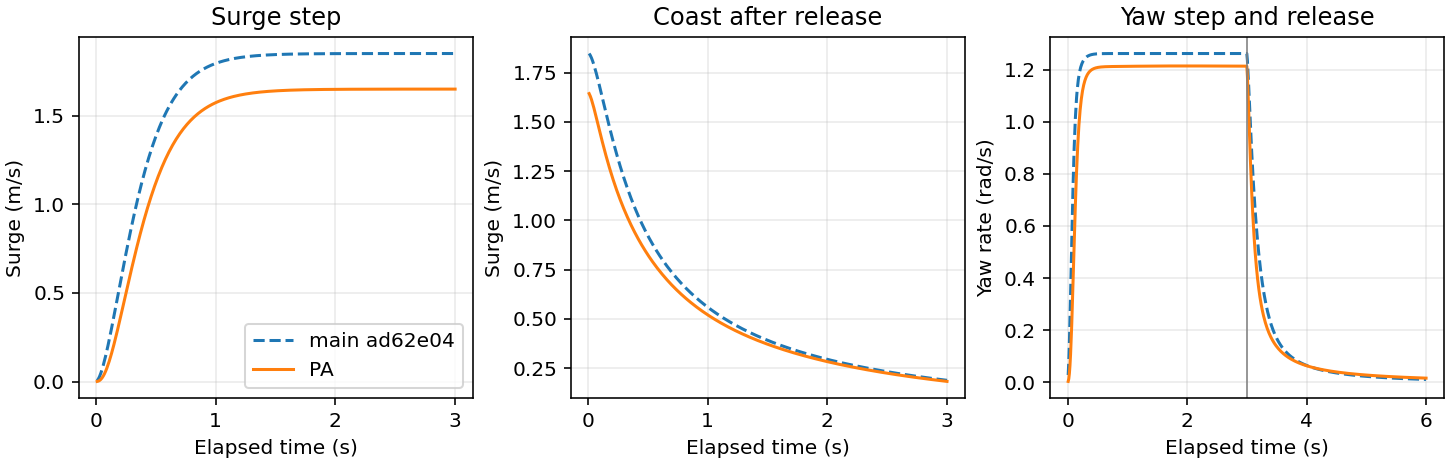 Surge step
Surge (m/s)
1.5
1.0
0.5
0.0
0
1
2
3
Elapsed time (s)
main ad62e04
PA
Coast after release
Surge (m/s)
1.75
1.50
1.25
1.00
0.75
0.50
0.25
0
1
2
3
Elapsed time (s)
Yaw step and release
Yaw rate (rad/s)
1.2
1.0
0.8
0.6
0.4
0.2
0.0
0
2
4
6
Elapsed time (s)